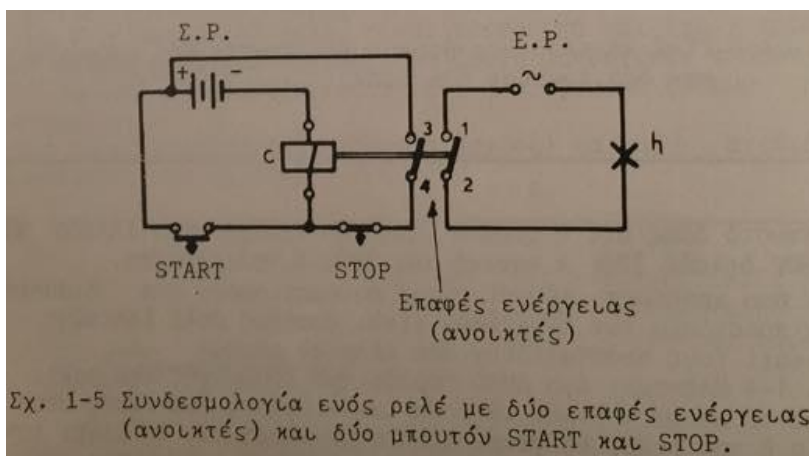 Σ.Ρ.
Ε.Ρ.
+ -
~
3 1
h
c
4 2
START
STOP
Επαφές ενέργειας
(ανοικτές)
Σχ. 1-5 Συνδεσμολογία ενός ρελέ με δύο επαφές ενέργειας
(ανοικτές) και δύο μπουτόν START και STOP.